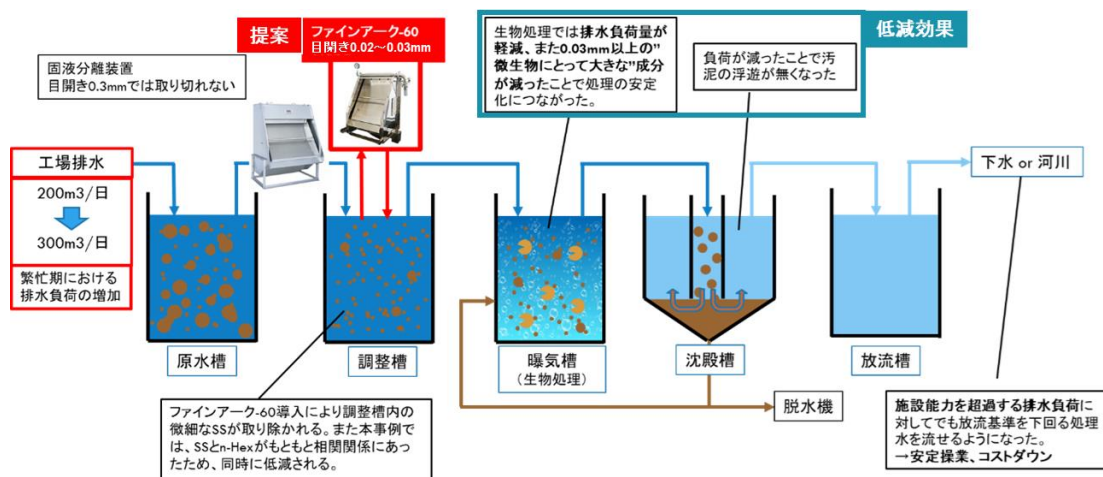 提案
ファインアーク-60
目開き0.02～0.03mm
固液分離装置
目開き0.3mmでは取り切れない
生物処理では排水負荷量が
軽減、また0.03mm以上の”
微生物にとって大きな”成分
が減ったことで処理の安定
化につながった。
低減効果
負荷が減ったことで汚
泥の浮遊が無くなった
工場排水
200m3/日
300m3/日
繁忙期における
排水負荷の増加
下水 or 河川
原水槽
調整槽
曝気槽
(生物処理)
沈殿槽
放流槽
脱水機
ファインアーク-60導入により調整槽内の
微細なSSが取り除かれる。また本事例で
は、SSとn-Hexがもともと相関関係にあっ
たため、同時に低減される。
施設能力を超過する排水負荷に
対してでも放流基準を下回る処理
水を流せるようになった。
→安定操業、コストダウン